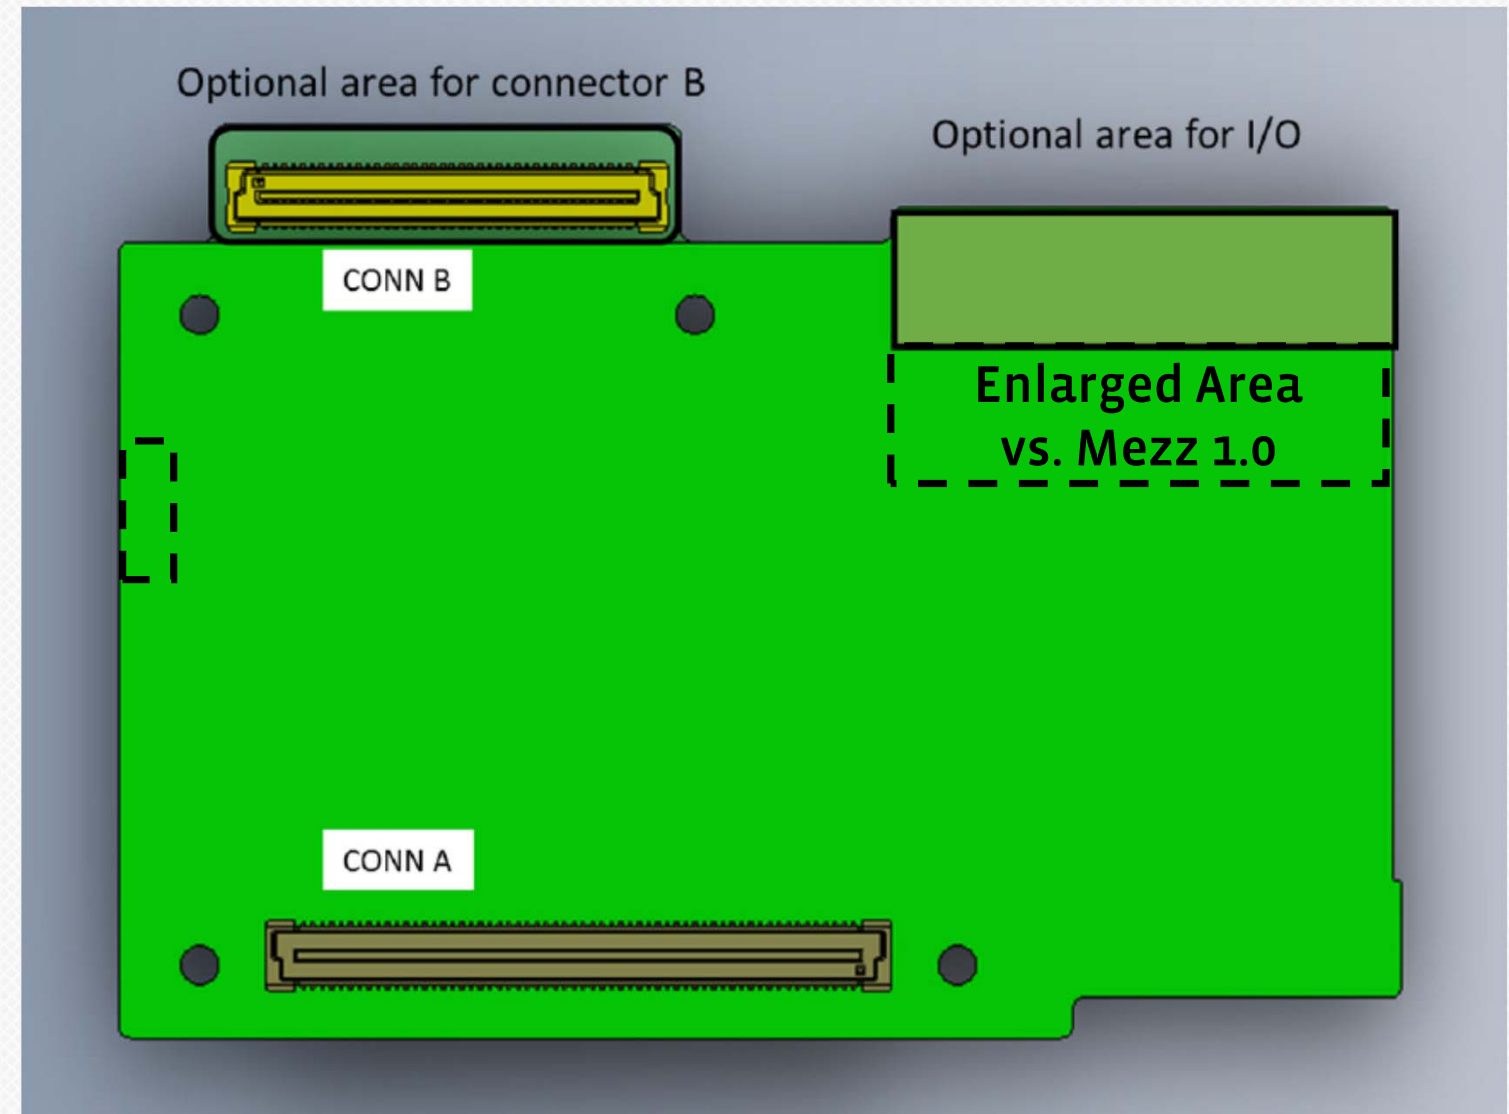 Optional area for connector B
Optional area for I/O
CONN B
Enlarged Area
vs. Mezz 1.0
CONN A